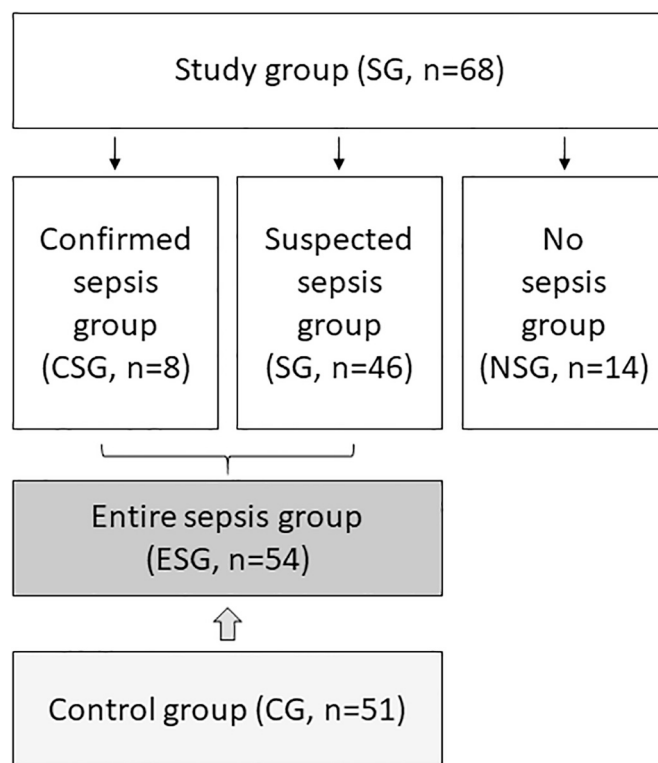 Study group (SG, n=68)
Confirmed
sepsis
group
(CSG, n=8)
Suspected
sepsis
group
(SG, n=46)
No
sepsis
group
(NSG, n=14)
Entire sepsis group
(ESG, n=54)
Control group (CG, n=51)